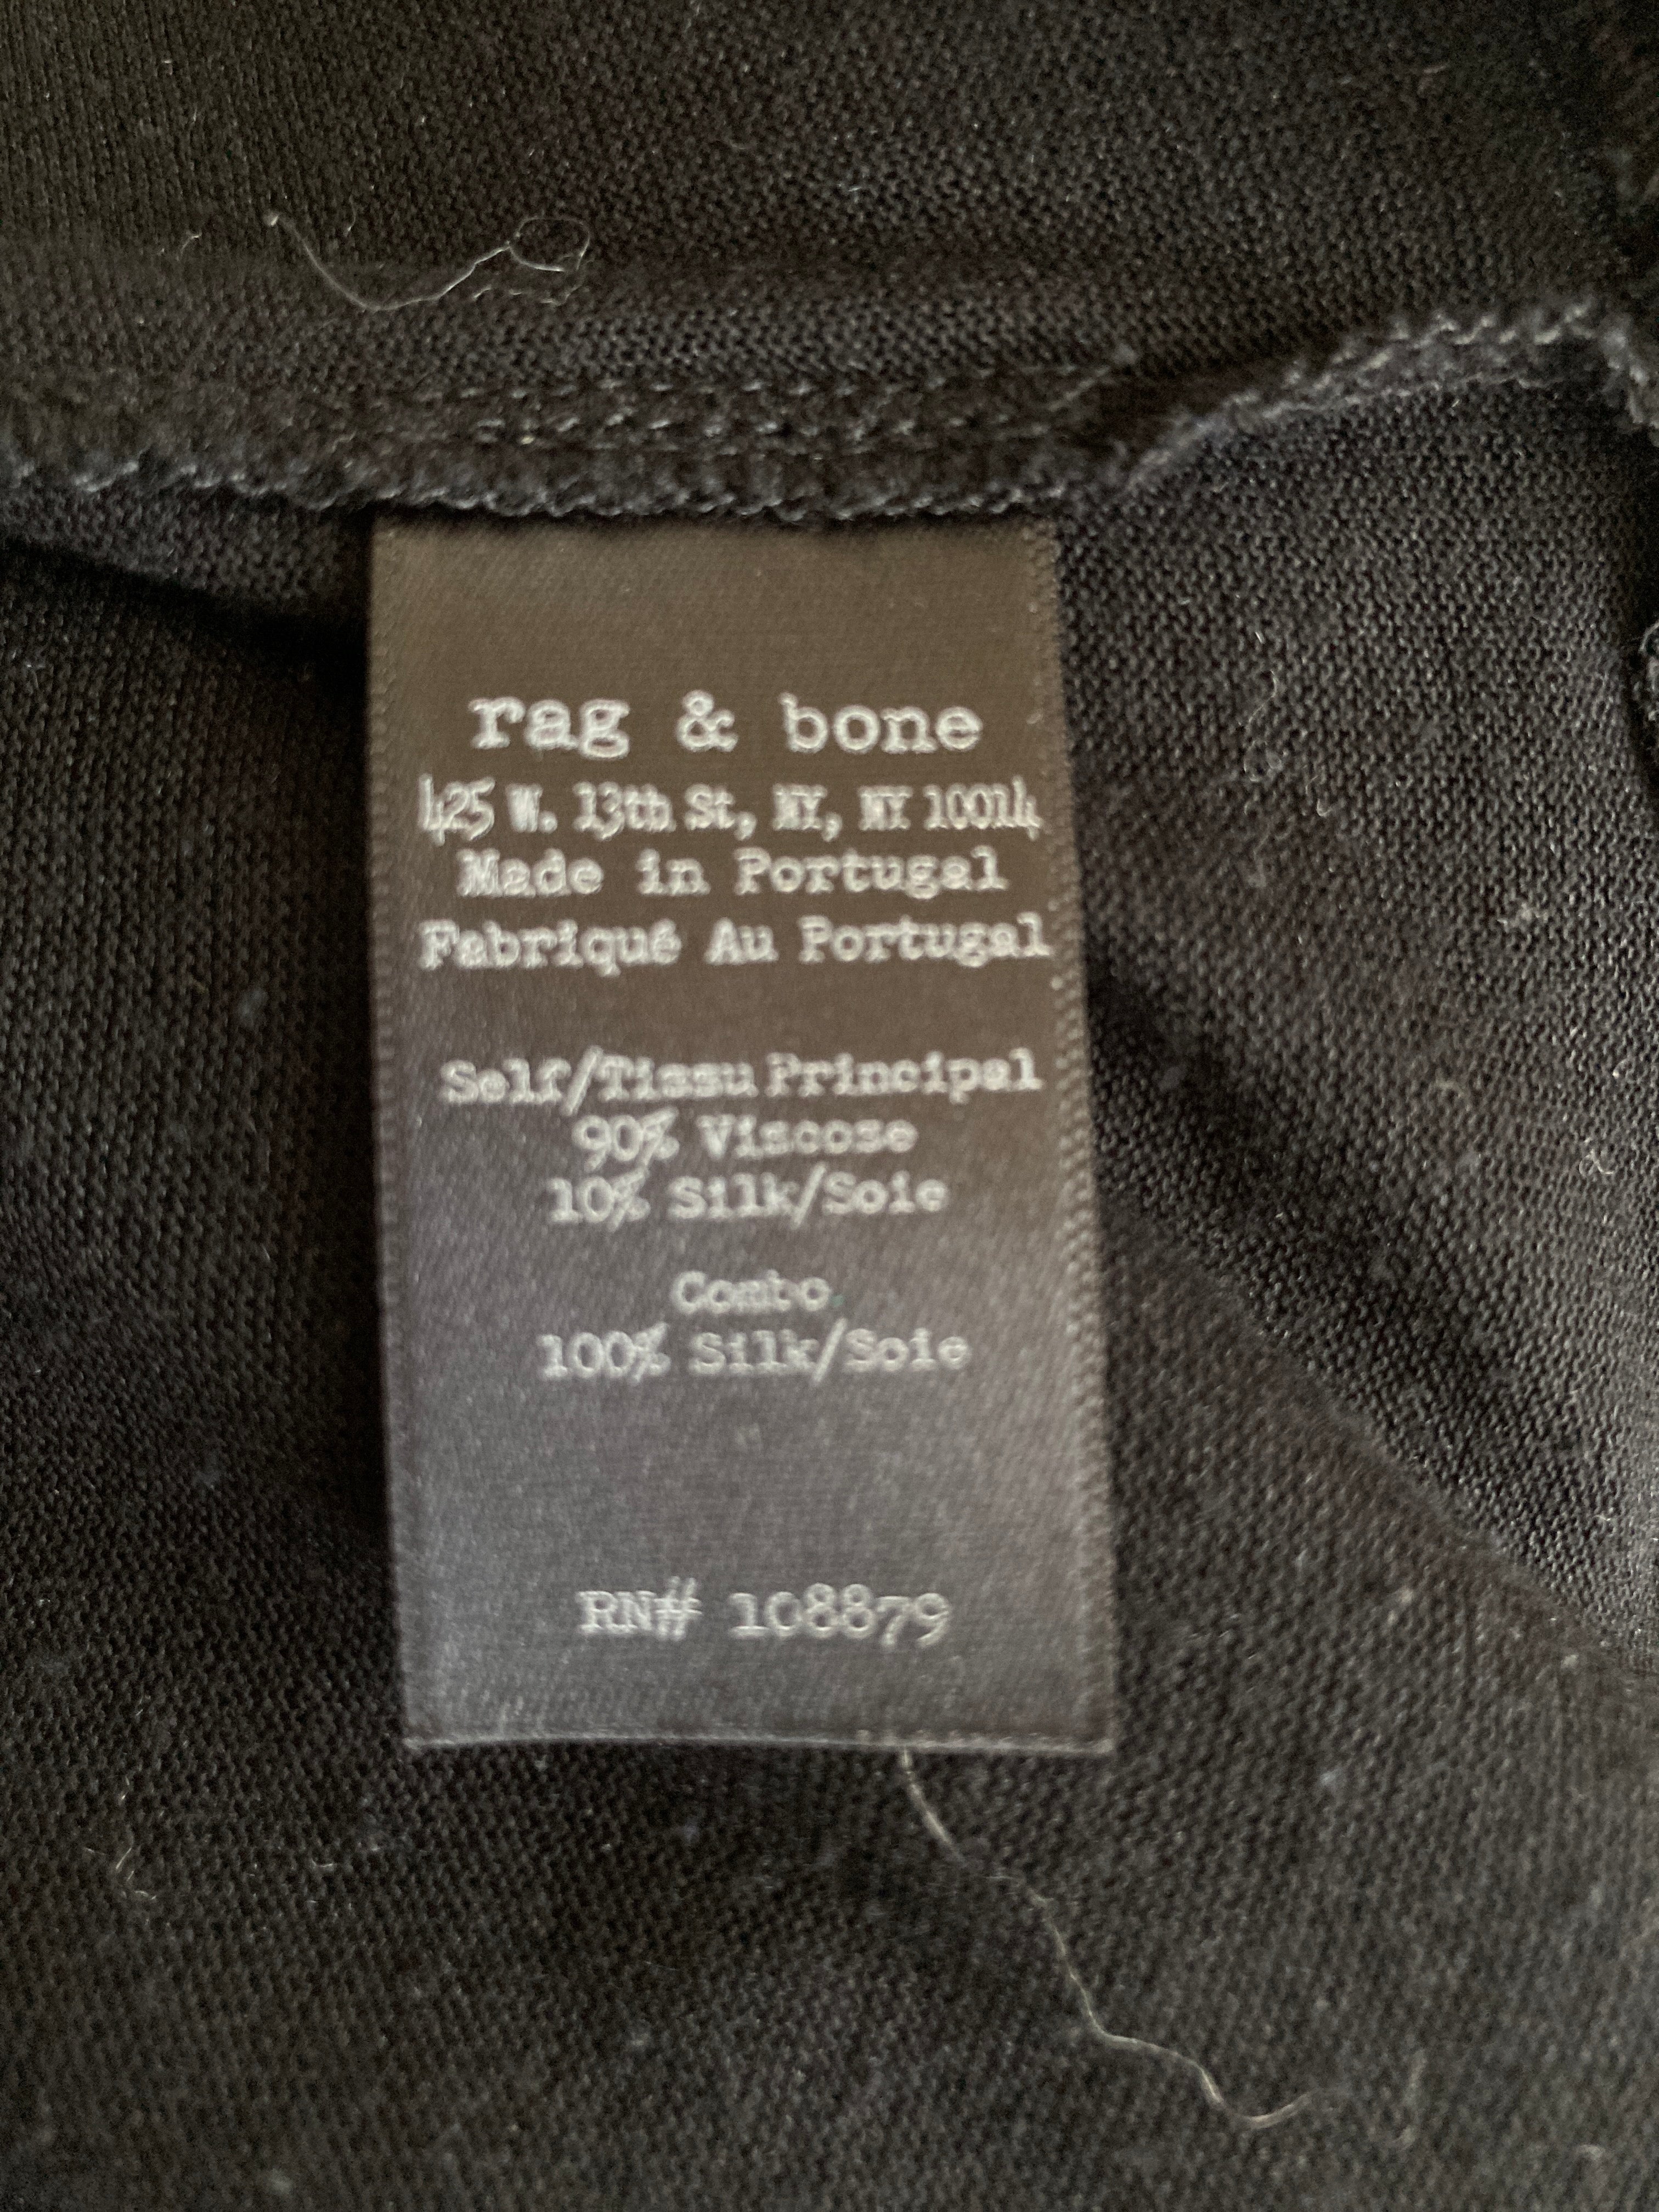 rag & bone
425 W. 13th St, NY, NY 10014
Made in Portugal
Fabriqué Au Portugal
Self/Tissu Principal
90% Viscose
10% Silk/Soie
Combo
100% Silk/Soie
RN# 108879